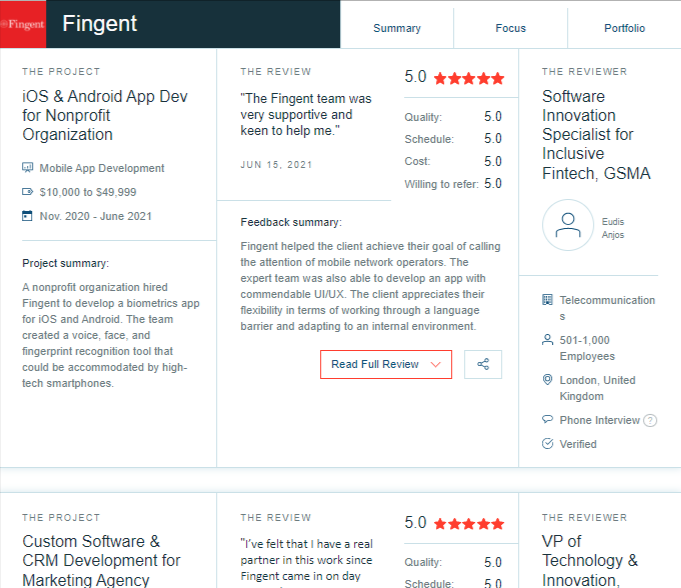 Fingent
Fingent
Summary
Focus
Portfolio
THE PROJECT
iOS & Android App Dev
for Nonprofit
Organization
Mobile App Development
$10,000 to $49,999
Nov. 2020 - June 2021
Project summary:
A nonprofit organization hired
Fingent to develop a biometrics app
for iOS and Android. The team
created a voice, face, and
fingerprint recognition tool that
could be accommodated by high-
tech smartphones.
THE REVIEW
"The Fingent team was
very supportive and
keen to help me."
JUN 15, 2021
5.0
Quality: 5.0
Schedule: 5.0
Cost: 5.0
Willing to refer: 5.0
Feedback summary:
Fingent helped the client achieve their goal of calling
the attention of mobile network operators. The
expert team was also able to develop an app with
commendable UI/UX. The client appreciates their
flexibility in terms of working through a language
barrier and adapting to an internal environment.
Read Full Review
THE REVIEWER
Software
Innovation
Specialist for
Inclusive
Fintech, GSMA
Eudis
Anjos
Telecommunication
s
501-1,000
Employees
London, United
Kingdom
Phone Interview ?
Verified
THE PROJECT
Custom Software &
CRM Development for
Marketing Agency
THE REVIEW
"I've felt that I have a real
partner in this work since
Fingent came in on day
5.0
Quality: 5.0
Schedule: 5.0
THE REVIEWER
VP of
Technology &
Innovation,